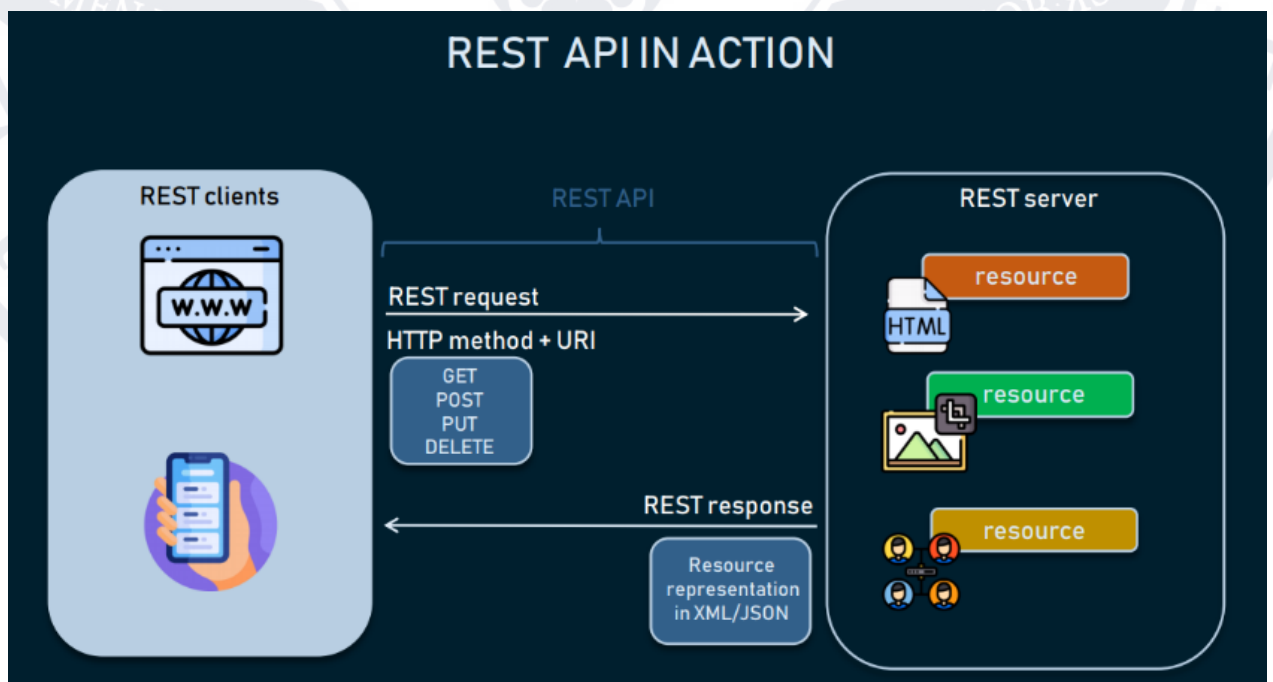 REST API IN ACTION
REST clients
W.W.W
REST API
REST request
HTTP method + URI
GET
POST
PUT
DELETE
REST response
Resource
representation
in XML/JSON
REST server
resource
HTML
resource
resource